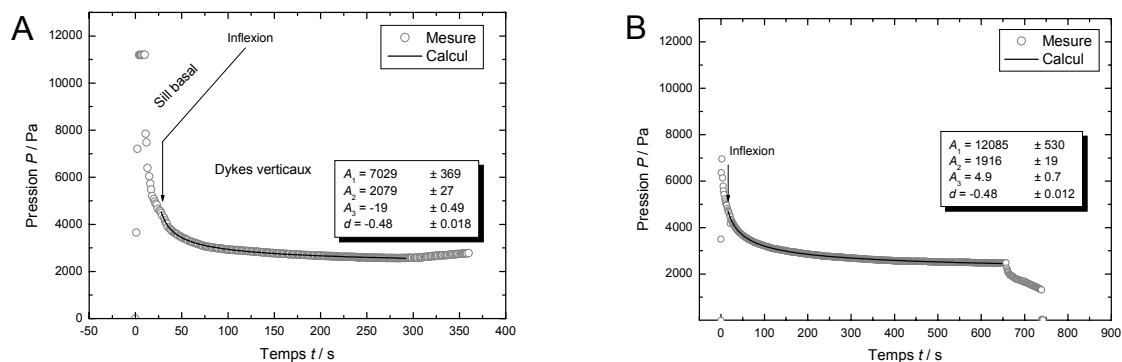 A
12000
10000
8000
6000
4000
2000
0
Pression P / Pa
-50 0 50 100 150 200 250 300 350 400
Temps t / s
Inflexion
Sill basal
Dykes verticaux
Mesure
Calcul
A1 = 7029 ± 369
A2 = 2079 ± 27
A3 = -19 ± 0.49
d = -0.48 ± 0.018
B
12000
10000
8000
6000
4000
2000
0
Pression P / Pa
0 100 200 300 400 500 600 700 800 900
Temps t / s
Inflexion
Mesure
Calcul
A1 = 12085 ± 530
A2 = 1916 ± 19
A3 = 4.9 ± 0.7
d = -0.48 ± 0.012